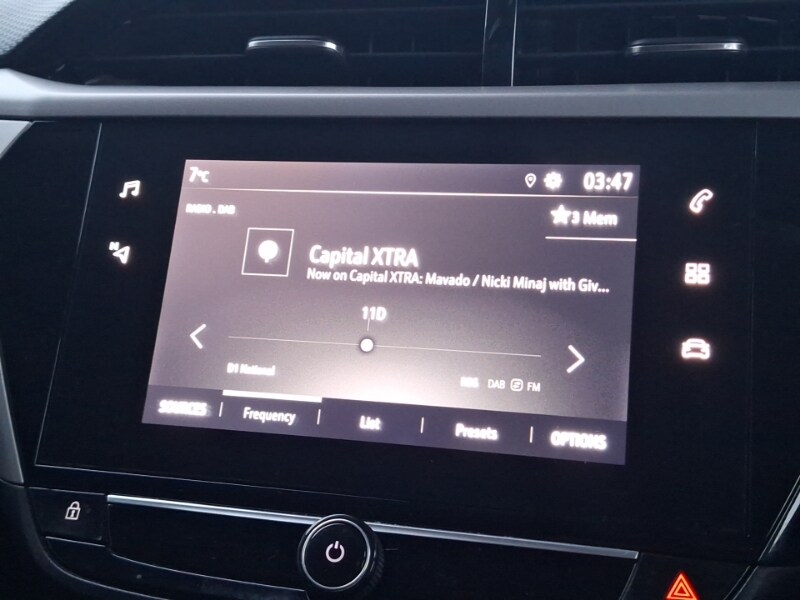 7°C 03:47
RADIO . DAB 3 Mem
Capital XTRA
Now on Capital XTRA: Mavado / Nicki Minaj with Giv...
11D
D1 National DAB FM
SOURCES Frequency List Presets OPTIONS
N